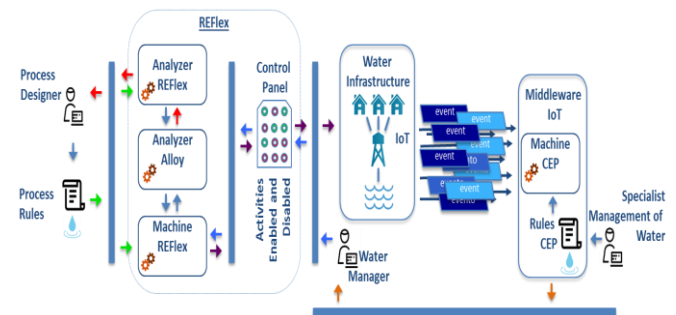 REFlex
Process
Designer
Analyzer
REFlex
Control
Panel
Water
Infrastructure
IoT
event
event
event
event
evento
event
event
event
evento
Middleware
IoT
Machine
CEP
Analyzer
Alloy
Process
Rules
Machine
REFlex
Activities
Enabled and
Disabled
Water
Manager
Rules
CEP
Specialist
Management of
Water